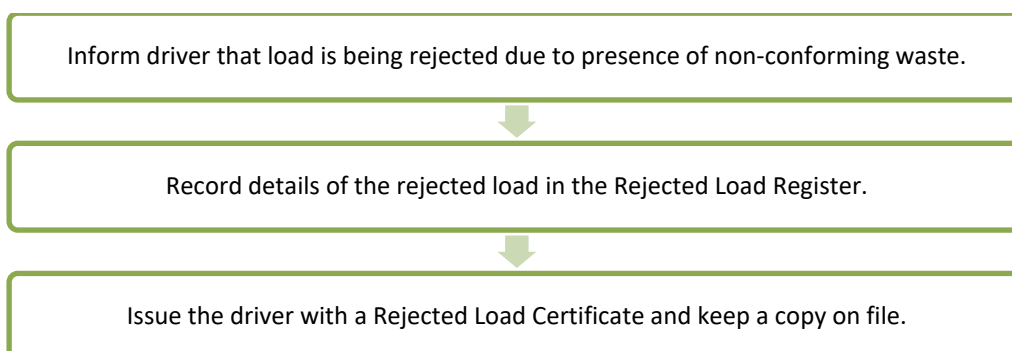 Inform driver that load is being rejected due to presence of non-conforming waste.
Record details of the rejected load in the Rejected Load Register.
Issue the driver with a Rejected Load Certificate and keep a copy on file.